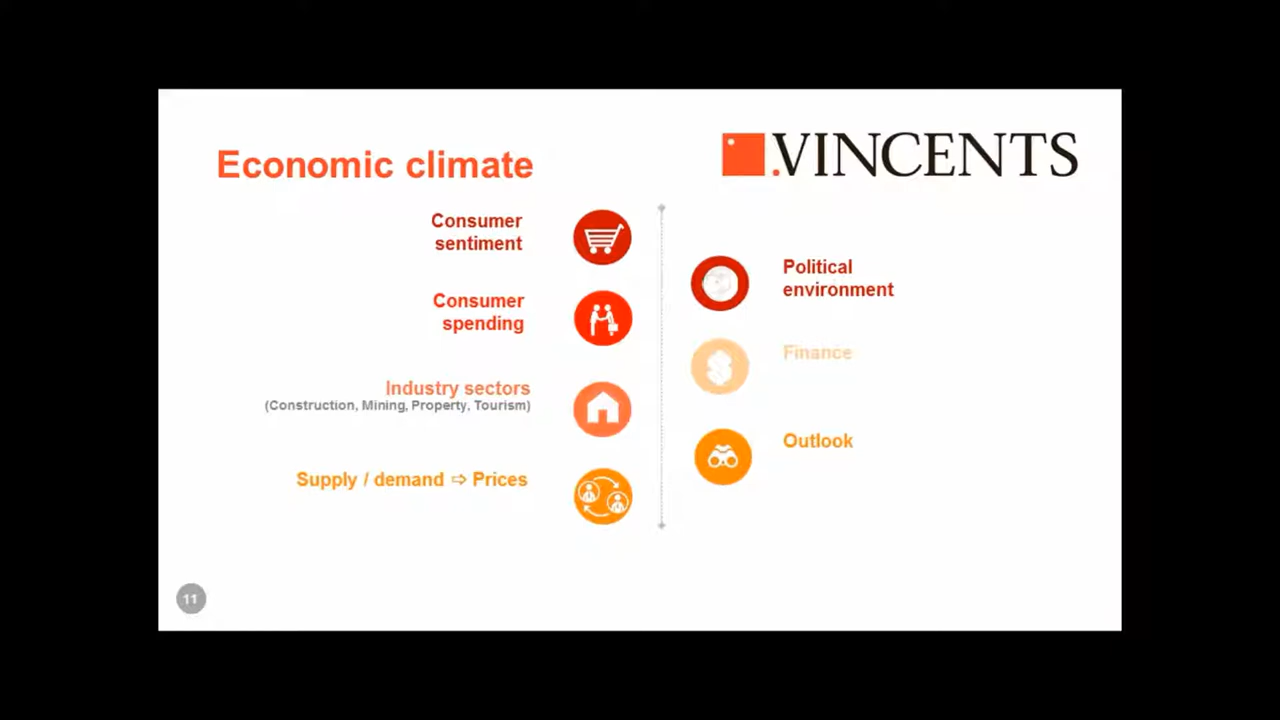 Economic climate
.VINCENTS
Consumer
sentiment
Consumer
spending
Industry sectors
(Construction, Mining, Property, Tourism)
Supply / demand ⇨ Prices
Political
environment
Finance
Outlook
11